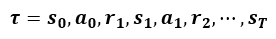 τ = s₀, a₀, r₁, s₁, a₁, r₂, ⋯, s_T